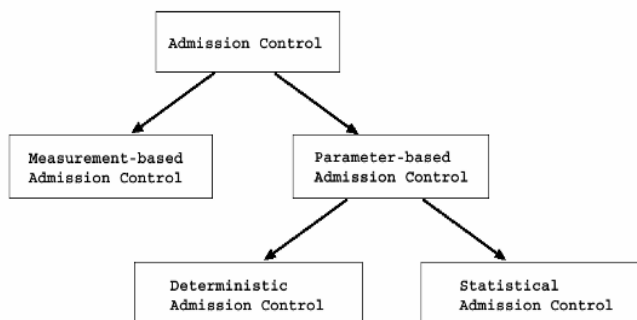 Admission Control
Measurement-based
Admission Control
Parameter-based
Admission Control
Deterministic
Admission Control
Statistical
Admission Control